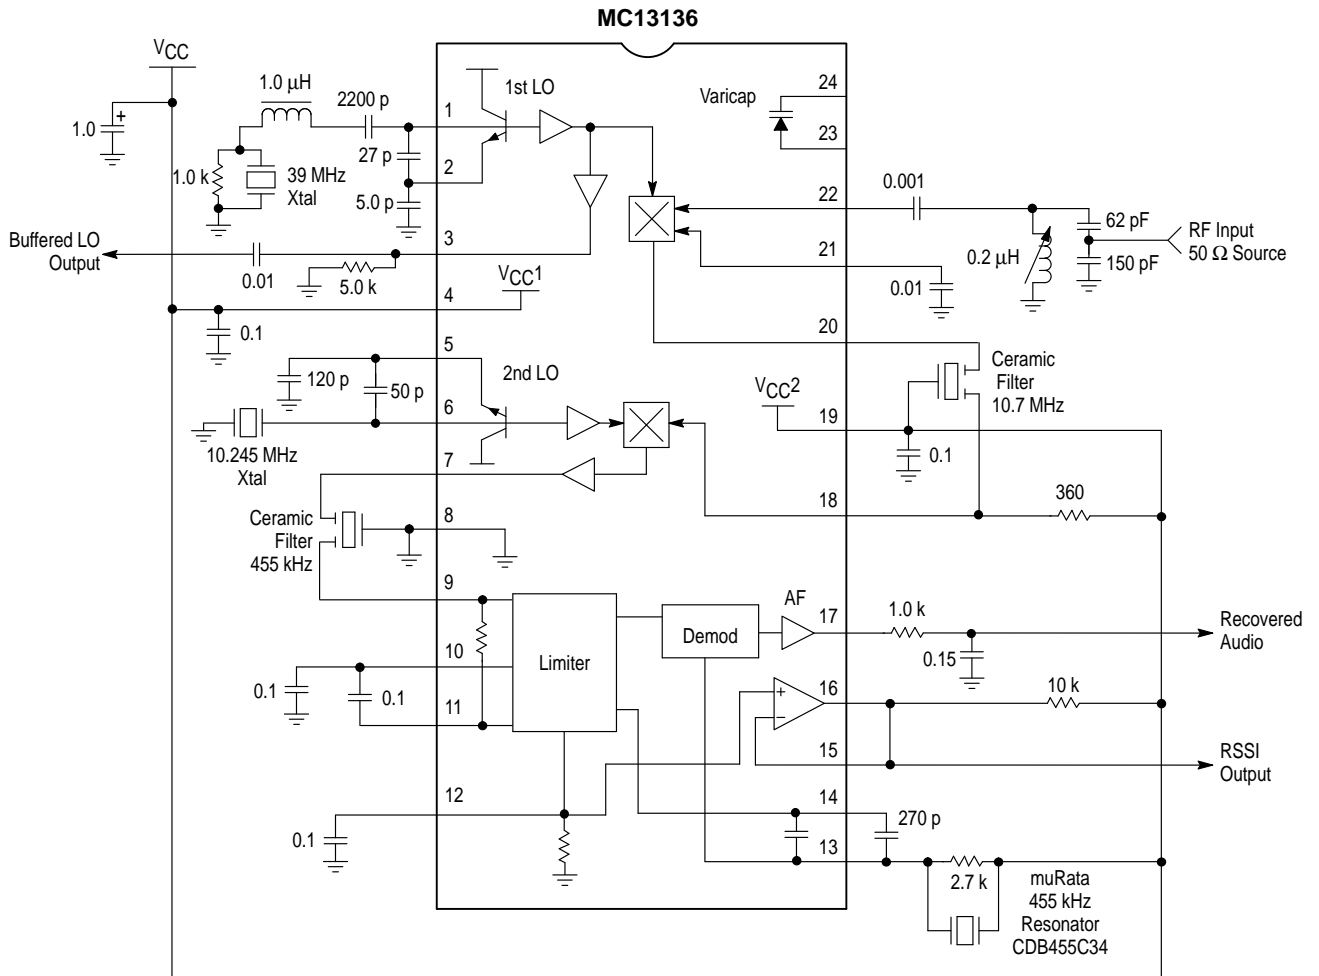 MC13136
VCC
1.0
+
1.0 μH
2200 p
1.0 k
39 MHz
Xtal
27 p
5.0 p
Buffered LO
Output
0.01
5.0 k
0.1
1
2
3
4
1st LO
VCC1
5
6
7
8
120 p
50 p
2nd LO
10.245 MHz
Xtal
Ceramic
Filter
455 kHz
9
10
11
12
0.1
0.1
0.1
Limiter
Demod
AF
+
–
Varicap
24
23
22
21
20
0.001
62 pF
150 pF
RF Input
50 Ω Source
0.2 μH
0.01
Ceramic
Filter
10.7 MHz
VCC2
19
0.1
18
360
17
1.0 k
0.15
Recovered
Audio
16
10 k
15
RSSI
Output
14
270 p
13
2.7 k
muRata
455 kHz
Resonator
CDB455C34